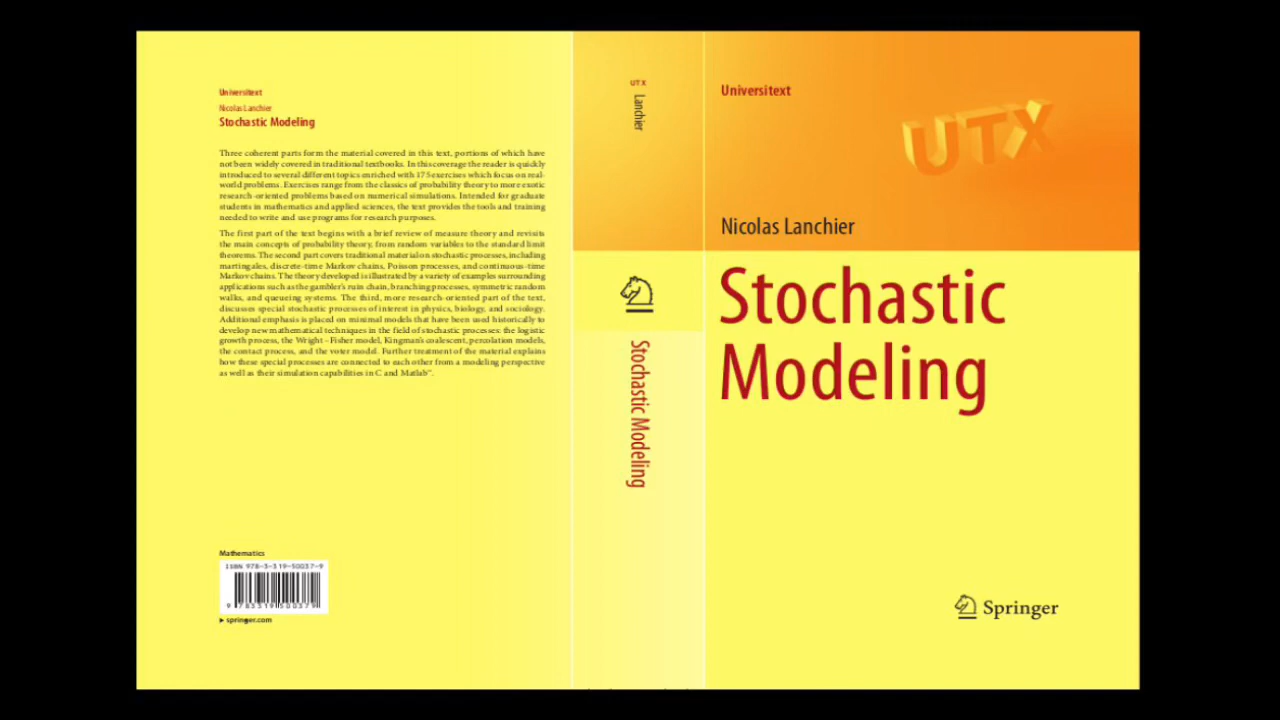 Universitext
Nicolas Lanchier
Stochastic Modeling
Three coherent parts form the material covered in this text, portions of which have
not been widely covered in traditional textbooks. In this coverage the reader is quickly
introduced to several different topics enriched with 175 exercises which focus on real-
world problems. Exercises range from the classics of probability theory to more exotic
research-oriented problems based on numerical simulations. Intended for graduate
students in mathematics and applied sciences, the text provides the tools and training
needed to write and use programs for research purposes.
The first part of the text begins with a brief review of measure theory and revisits
the main concepts of probability theory, from random variables to the standard limit
theorems. The second part covers traditional material on stochastic processes, including
martingales, discrete-time Markov chains, Poisson processes, and continuous-time
Markov chains. The theory developed is illustrated by a variety of examples surrounding
applications such as the gambler's ruin chain, branching processes, symmetric random
walks, and queueing systems. The third, more research-oriented part of the text,
discusses special stochastic processes of interest in physics, biology, and sociology.
Additional emphasis is placed on minimal models that have been used historically to
develop new mathematical techniques in the field of stochastic processes: the logistic
growth process, the Wright–Fisher model, Kingman's coalescent, percolation models,
the contact process, and the voter model. Further treatment of the material explains
how these special processes are connected to each other from a modeling perspective
as well as their simulation capabilities in C and Matlab™.
Mathematics
ISBN 978-3-319-50037-9
9 783319 500379
► springer.com
UTX
Lanchier
Stochastic Modeling
Universitext
UTX
Nicolas Lanchier
Stochastic
Modeling
Springer